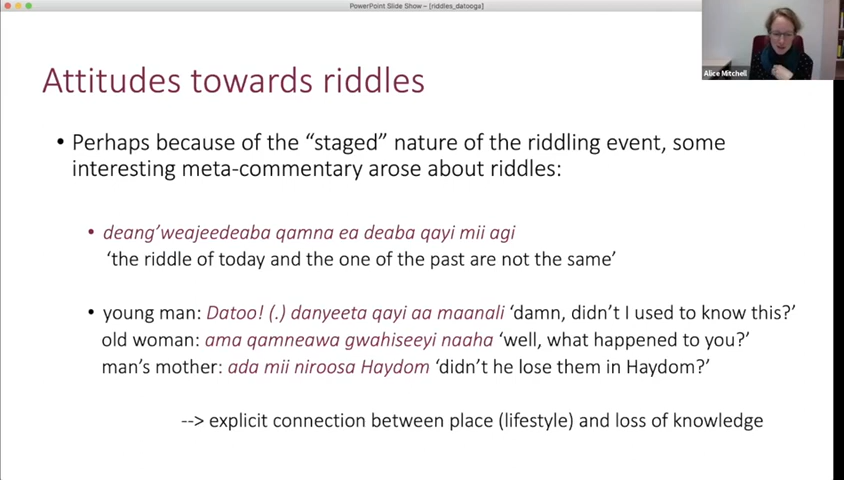 PowerPoint Slide Show – [riddles_datooga]
Alice Mitchell
Attitudes towards riddles
• Perhaps because of the “staged” nature of the riddling event, some
interesting meta-commentary arose about riddles:
• deang’weajeedeaba qamna ea deaba qayi mii agi
‘the riddle of today and the one of the past are not the same’
• young man: Datoo! (.) danyeeta qayi aa maanali ‘damn, didn’t I used to know this?’
old woman: ama qamneawa gwahiseeyi naaha ‘well, what happened to you?’
man’s mother: ada mii niroosa Haydom ‘didn’t he lose them in Haydom?’
--> explicit connection between place (lifestyle) and loss of knowledge